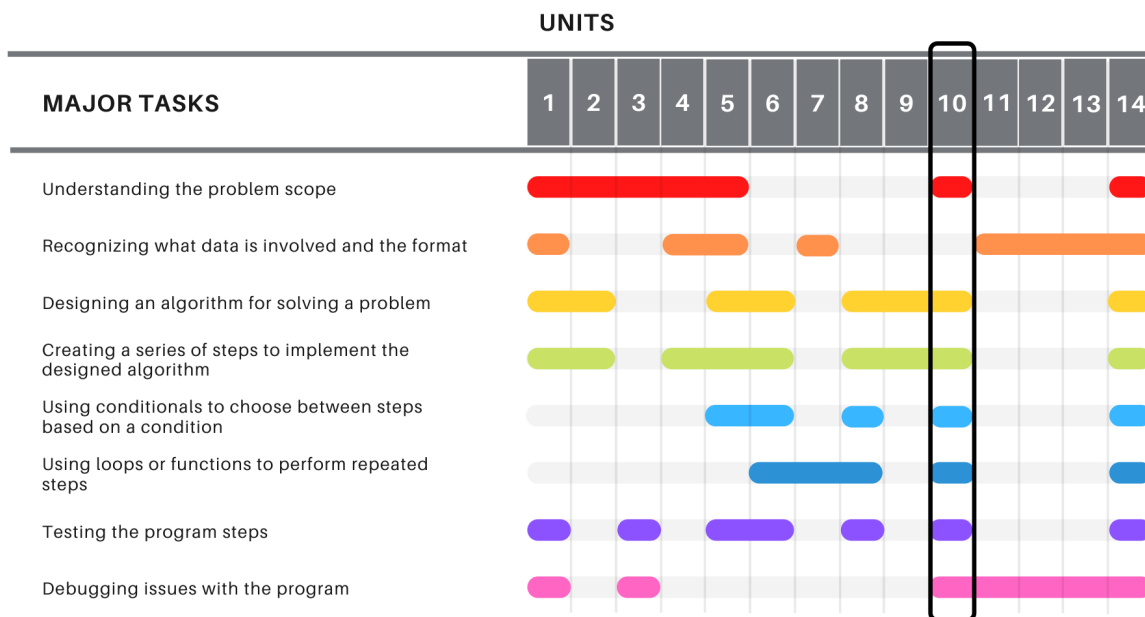 UNITS
MAJOR TASKS 1 2 3 4 5 6 7 8 9 10 11 12 13 14
Understanding the problem scope
Recognizing what data is involved and the format
Designing an algorithm for solving a problem
Creating a series of steps to implement the
designed algorithm
Using conditionals to choose between steps
based on a condition
Using loops or functions to perform repeated
steps
Testing the program steps
Debugging issues with the program